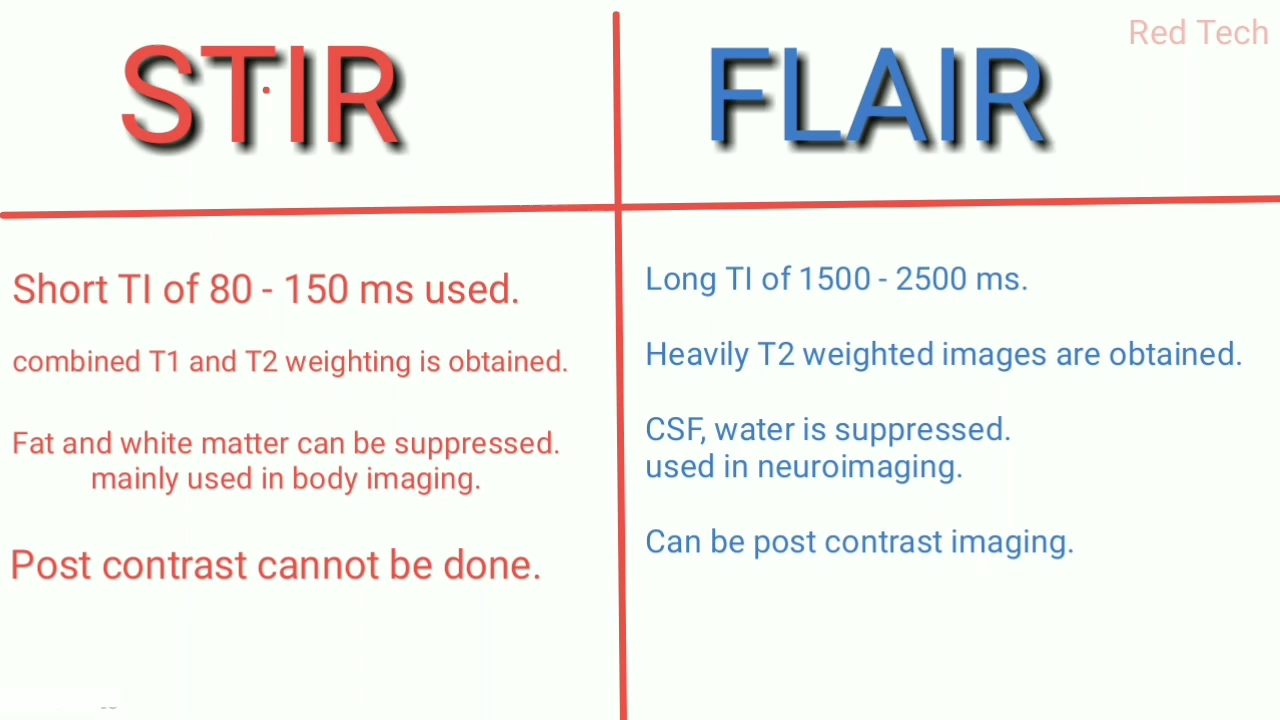 Red Tech
STIR
FLAIR
Short TI of 80 - 150 ms used.
combined T1 and T2 weighting is obtained.
Fat and white matter can be suppressed.
mainly used in body imaging.
Post contrast cannot be done.
Long TI of 1500 - 2500 ms.
Heavily T2 weighted images are obtained.
CSF, water is suppressed.
used in neuroimaging.
Can be post contrast imaging.